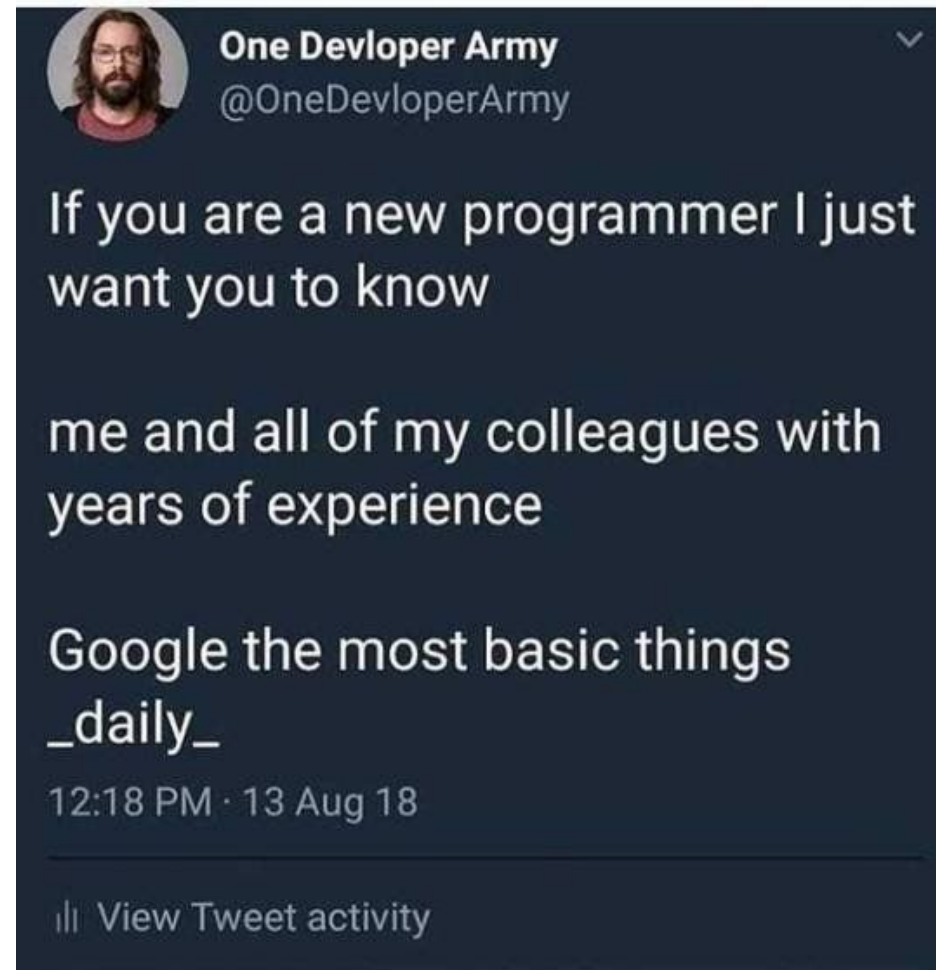 One Devloper Army
@OneDevloperArmy
If you are a new programmer I just
want you to know
me and all of my colleagues with
years of experience
Google the most basic things
_daily_
12:18 PM · 13 Aug 18
View Tweet activity